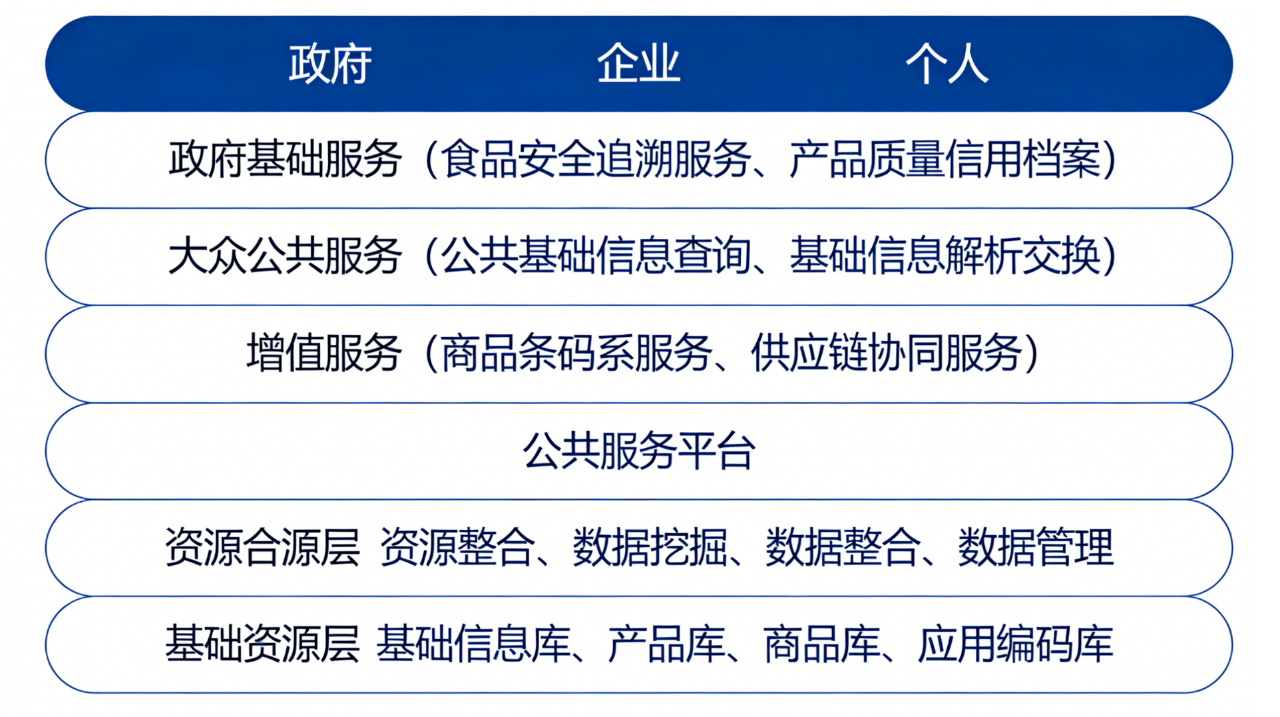 政府 企业 个人
政府基础服务（食品安全追溯服务、产品质量信用档案）
大众公共服务（公共基础信息查询、基础信息解析交换）
增值服务（商品条码系服务、供应链协同服务）
公共服务平台
资源合源层 资源整合、数据挖掘、数据整合、数据管理
基础资源层 基础信息库、产品库、商品库、应用编码库